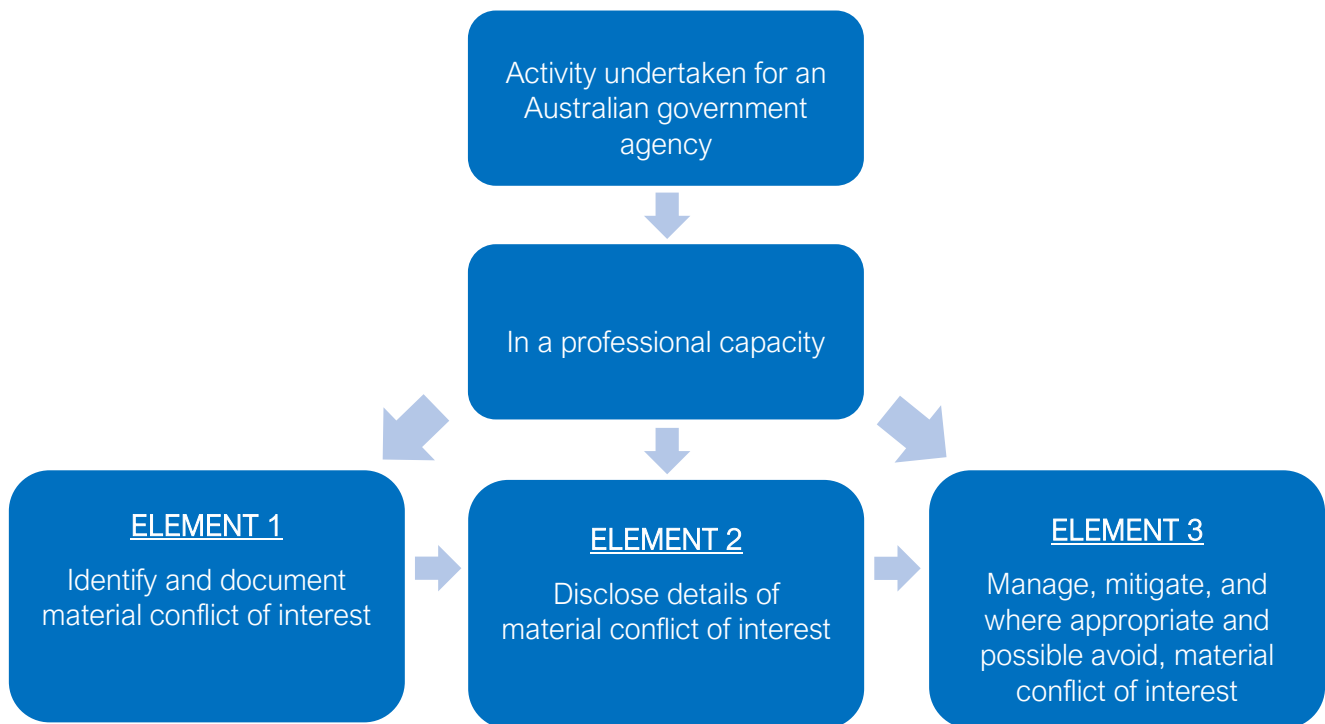 Activity undertaken for an
Australian government
agency
In a professional capacity
ELEMENT 1
Identify and document
material conflict of interest
ELEMENT 2
Disclose details of
material conflict of interest
ELEMENT 3
Manage, mitigate, and
where appropriate and
possible avoid, material
conflict of interest